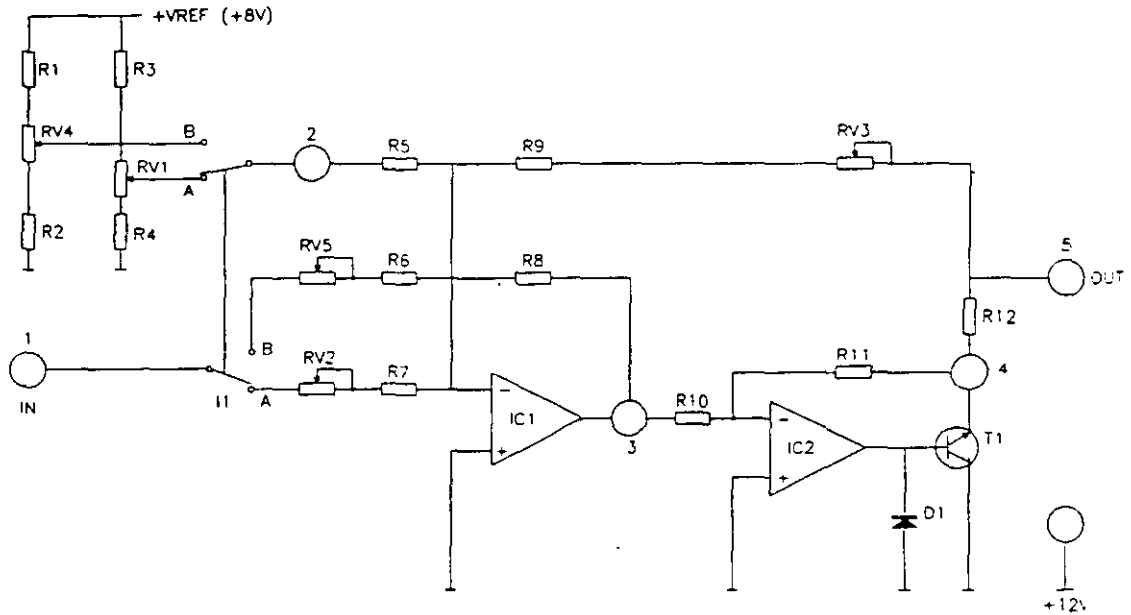 +VREF (+8V)
R1
R3
RV4
B
2
R5
R9
RV3
RV1
A
R2
R4
RV5
R6
R8
5
OUT
R12
1
B
RV2
R7
R11
4
IN
I1
A
IC1
3
R10
IC2
T1
D1
- 
+
-
+
+12V